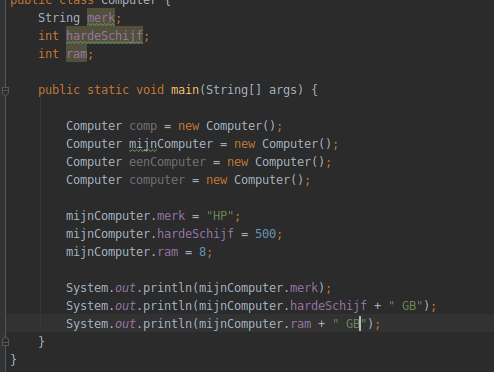 public class Computer {
String merk;
int hardeSchijf;
int ram;
public static void main(String[] args) {
Computer comp = new Computer();
Computer mijnComputer = new Computer();
Computer eenComputer = new Computer();
Computer computer = new Computer();
mijnComputer.merk = "HP";
mijnComputer.hardeSchijf = 500;
mijnComputer.ram = 8;
System.out.println(mijnComputer.merk);
System.out.println(mijnComputer.hardeSchijf + " GB");
System.out.println(mijnComputer.ram + " GB");
}
}